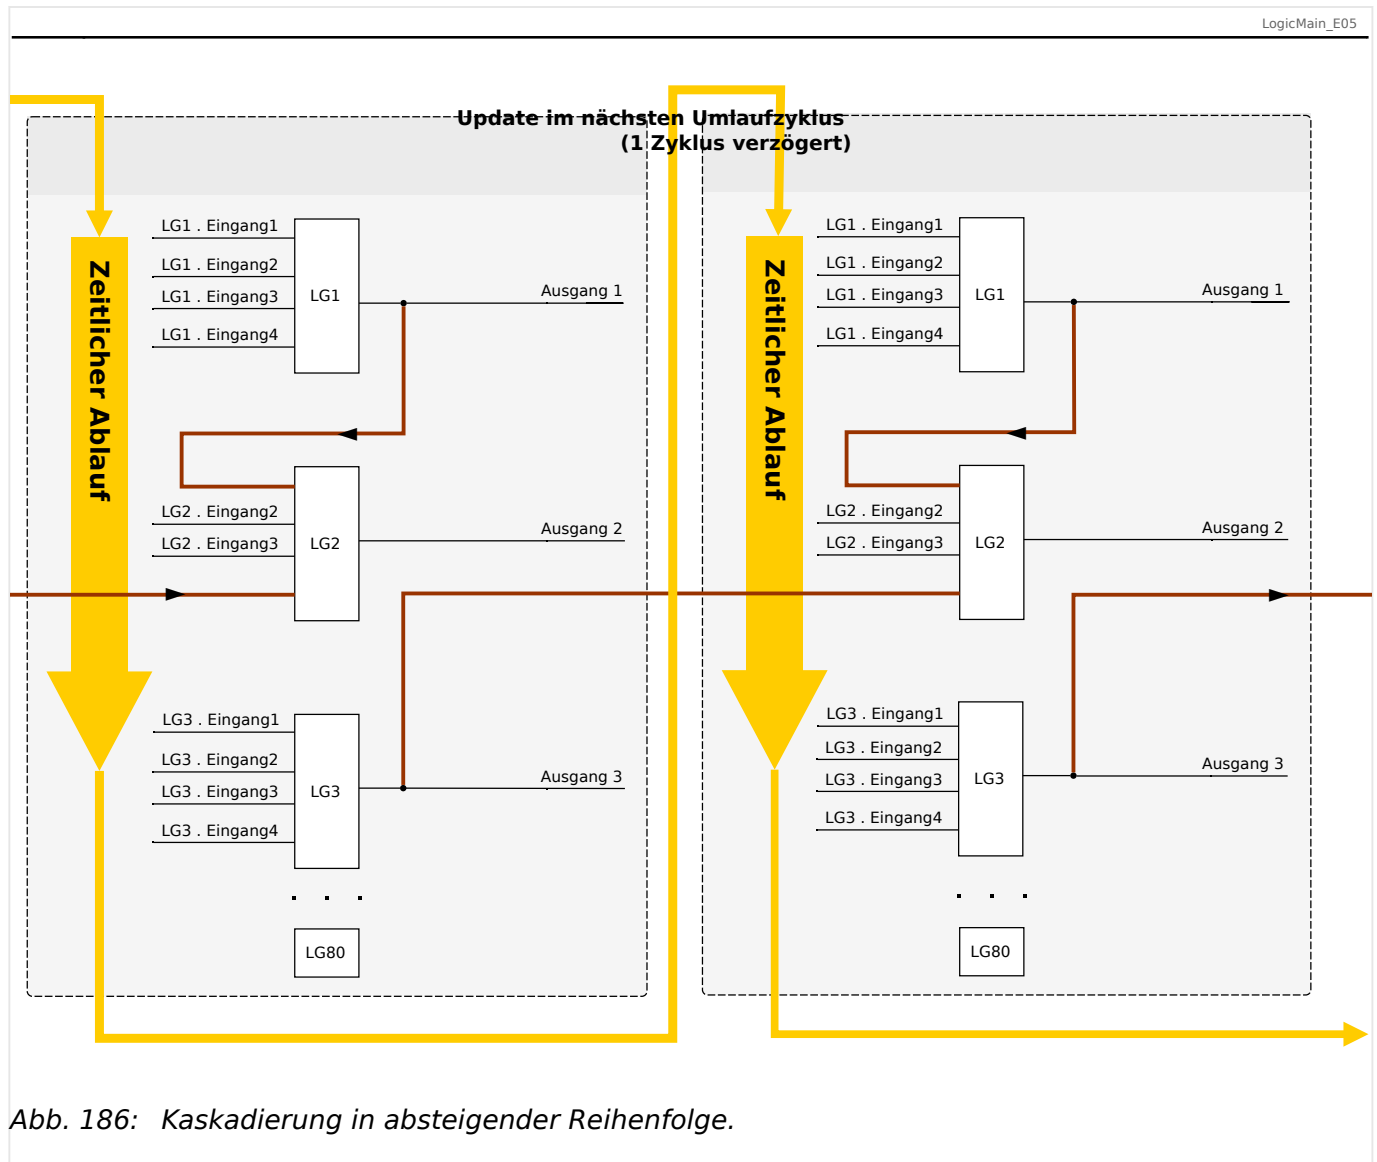 LogicMain_E05
Update im nächsten Umlaufzyklus
(1 Zyklus verzögert)
Zeitlicher Ablauf
LG1 . Eingang1
LG1 . Eingang2
LG1 . Eingang3
LG1 . Eingang4
LG1
Ausgang 1
LG2 . Eingang2
LG2 . Eingang3
LG2
Ausgang 2
LG3 . Eingang1
LG3 . Eingang2
LG3 . Eingang3
LG3 . Eingang4
LG3
Ausgang 3
. . .
LG80
Zeitlicher Ablauf
LG1 . Eingang1
LG1 . Eingang2
LG1 . Eingang3
LG1 . Eingang4
LG1
Ausgang 1
LG2 . Eingang2
LG2 . Eingang3
LG2
Ausgang 2
LG3 . Eingang1
LG3 . Eingang2
LG3 . Eingang3
LG3 . Eingang4
LG3
Ausgang 3
. . .
LG80
Abb. 186: Kaskadierung in absteigender Reihenfolge.